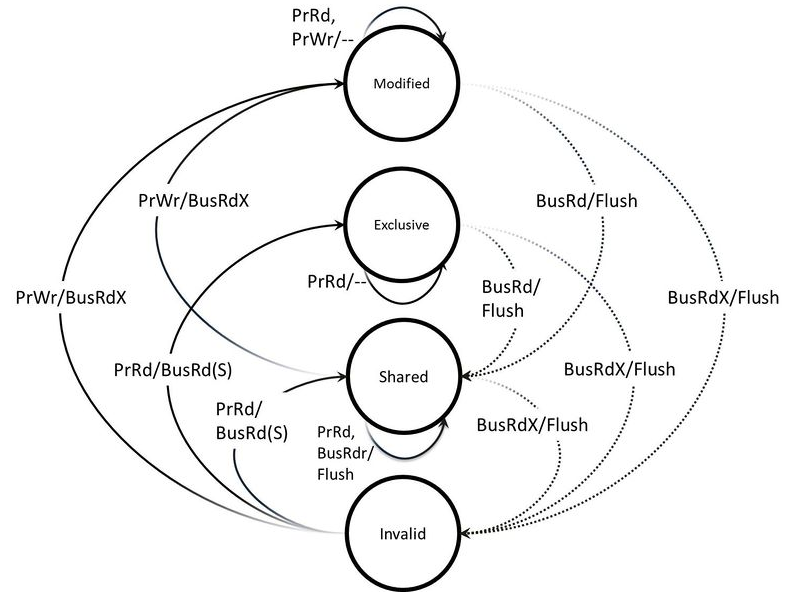 PrRd,
PrWr/--
Modified
PrWr/BusRdX
BusRd/Flush
Exclusive
PrRd/--
BusRd/
Flush
PrWr/BusRdX
BusRdX/Flush
PrRd/BusRd(S)
Shared
BusRdX/Flush
PrRd/
BusRd(S)
PrRd,
BusRdr/
Flush
BusRdX/Flush
Invalid